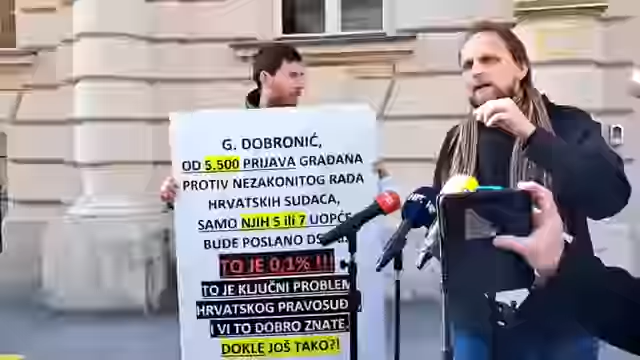 G. DOBRONIĆ,
OD 5.500 PRIJAVA GRAĐANA
PROTIV NEZAKONITOG RADA
HRVATSKIH SUDACA,
SAMO NJIH 5 ili 7 UOPĆE
BUDE POSLANO
TO JE 0,1% !!!
TO JE KLJUČNI PROBLEM
HRVATSKOG
I VI TO DOBRO ZNATE.
DOKLE JOŠ TAKO?!